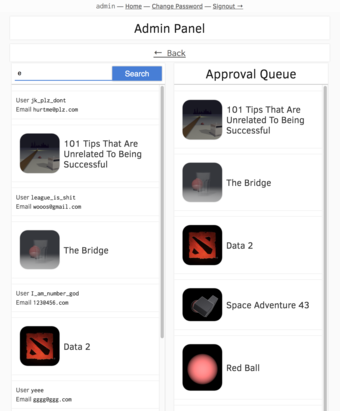 admin — Home — Change Password — Signout →
Admin Panel
← Back
e
Search
User jk_plz_dont
Email hurtme@plz.com
101 Tips That Are
Unrelated To Being
Successful
User league_is_shit
Email wooos@gmail.com
The Bridge
User I_am_number_god
Email 1230456.com
Data 2
User yeee
Email gggg@ggg.com
Approval Queue
101 Tips That Are
Unrelated To Being
Successful
The Bridge
Data 2
Space Adventure 43
Red Ball